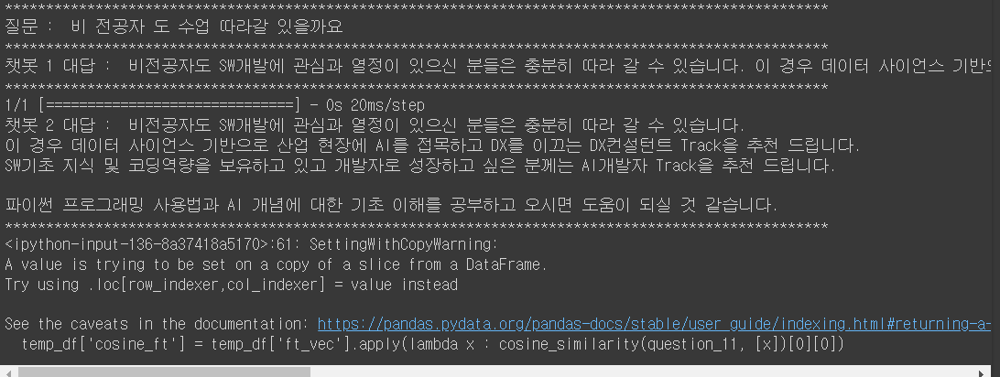 ****************************************************************************************************
질문 :  비 전공자 도 수업 따라갈 있을까요
****************************************************************************************************
챗봇 1 대답 :  비전공자도 SW개발에 관심과 열정이 있으신 분들은 충분히 따라 갈 수 있습니다. 이 경우 데이터 사이언스
****************************************************************************************************
1/1 [==============================] - 0s 20ms/step
챗봇 2 대답 :  비전공자도 SW개발에 관심과 열정이 있으신 분들은 충분히 따라 갈 수 있습니다.
이 경우 데이터 사이언스 기반으로 산업 현장에 AI를 접목하고 DX를 이끄는 DX컨설턴트 Track을 추천 드립니다.
SW기초 지식 및 코딩역량을 보유하고 있고 개발자로 성장하고 싶은 분께는 AI개발자 Track을 추천 드립니다.
파이썬 프로그래밍 사용법과 AI 개념에 대한 기초 이해를 공부하고 오시면 도움이 되실 것 같습니다.
****************************************************************************************************
<ipython-input-136-8a37418a5170>:61: SettingWithCopyWarning:
A value is trying to be set on a copy of a slice from a DataFrame.
Try using .loc[row_indexer,col_indexer] = value instead
See the caveats in the documentation: https://pandas.pydata.org/pandas-docs/stable/user_guide/indexing.html#returning-a-
  temp_df['cosine_ft'] = temp_df['ft_vec'].apply(lambda x : cosine_similarity(question_11, [x])[0][0])